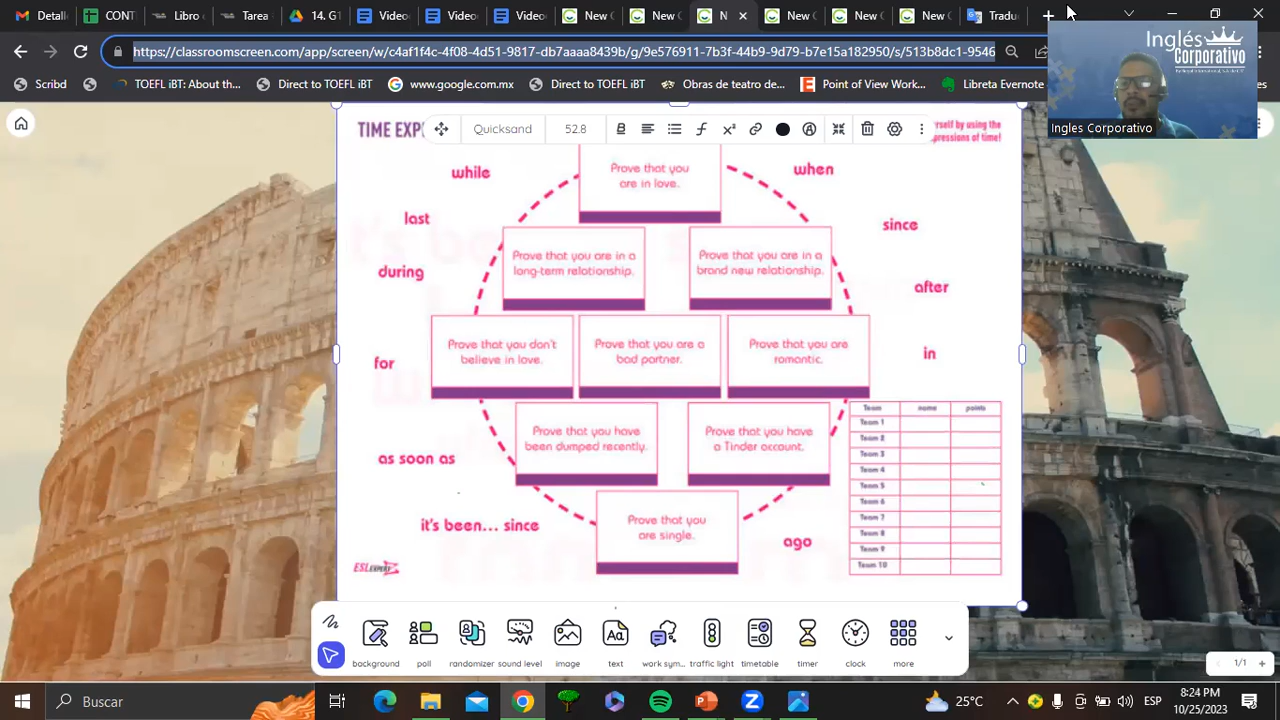 Detall
CONT
Libro
Tarea
14. GT
Video
Video
Video
New C
New C
N
New C
New C
New C
Tradu
https://classroomscreen.com/app/screen/w/c4af1f4c-4f08-4d51-9817-db7aaaa8439b/g/9e576911-7b3f-44b9-9d79-b7e15a182950/s/513b8dc1-9546
Scribd
TOEFL iBT: About th...
Direct to TOEFL iBT
www.google.com.mx
Direct to TOEFL iBT
Obras de teatro de...
Point of View Work...
Libreta Evernote
Inglés
Corporativo
Ingles Corporativo
TIME EXP
Quicksand
52.8
rself by using the
pressions of time!
while
when
last
since
during
after
for
in
as soon as
it's been... since
ago
Prove that you
are in love.
Prove that you are in a
long-term relationship.
Prove that you are in a
brand new relationship.
Prove that you don't
believe in love.
Prove that you are a
bad partner.
Prove that you are
romantic.
Prove that you have
been dumped recently.
Prove that you have
a Tinder account.
Prove that you
are single.
Team name points
Team 1
Team 2
Team 3
Team 4
Team 5
Team 6
Team 7
Team 8
Team 9
Team 10
ESL EXPERT
background
poll
randomizer
sound level
image
text
work sym...
traffic light
timetable
timer
clock
more
1/1
Buscar
25°C
ESP
8:24 PM
10/25/2023